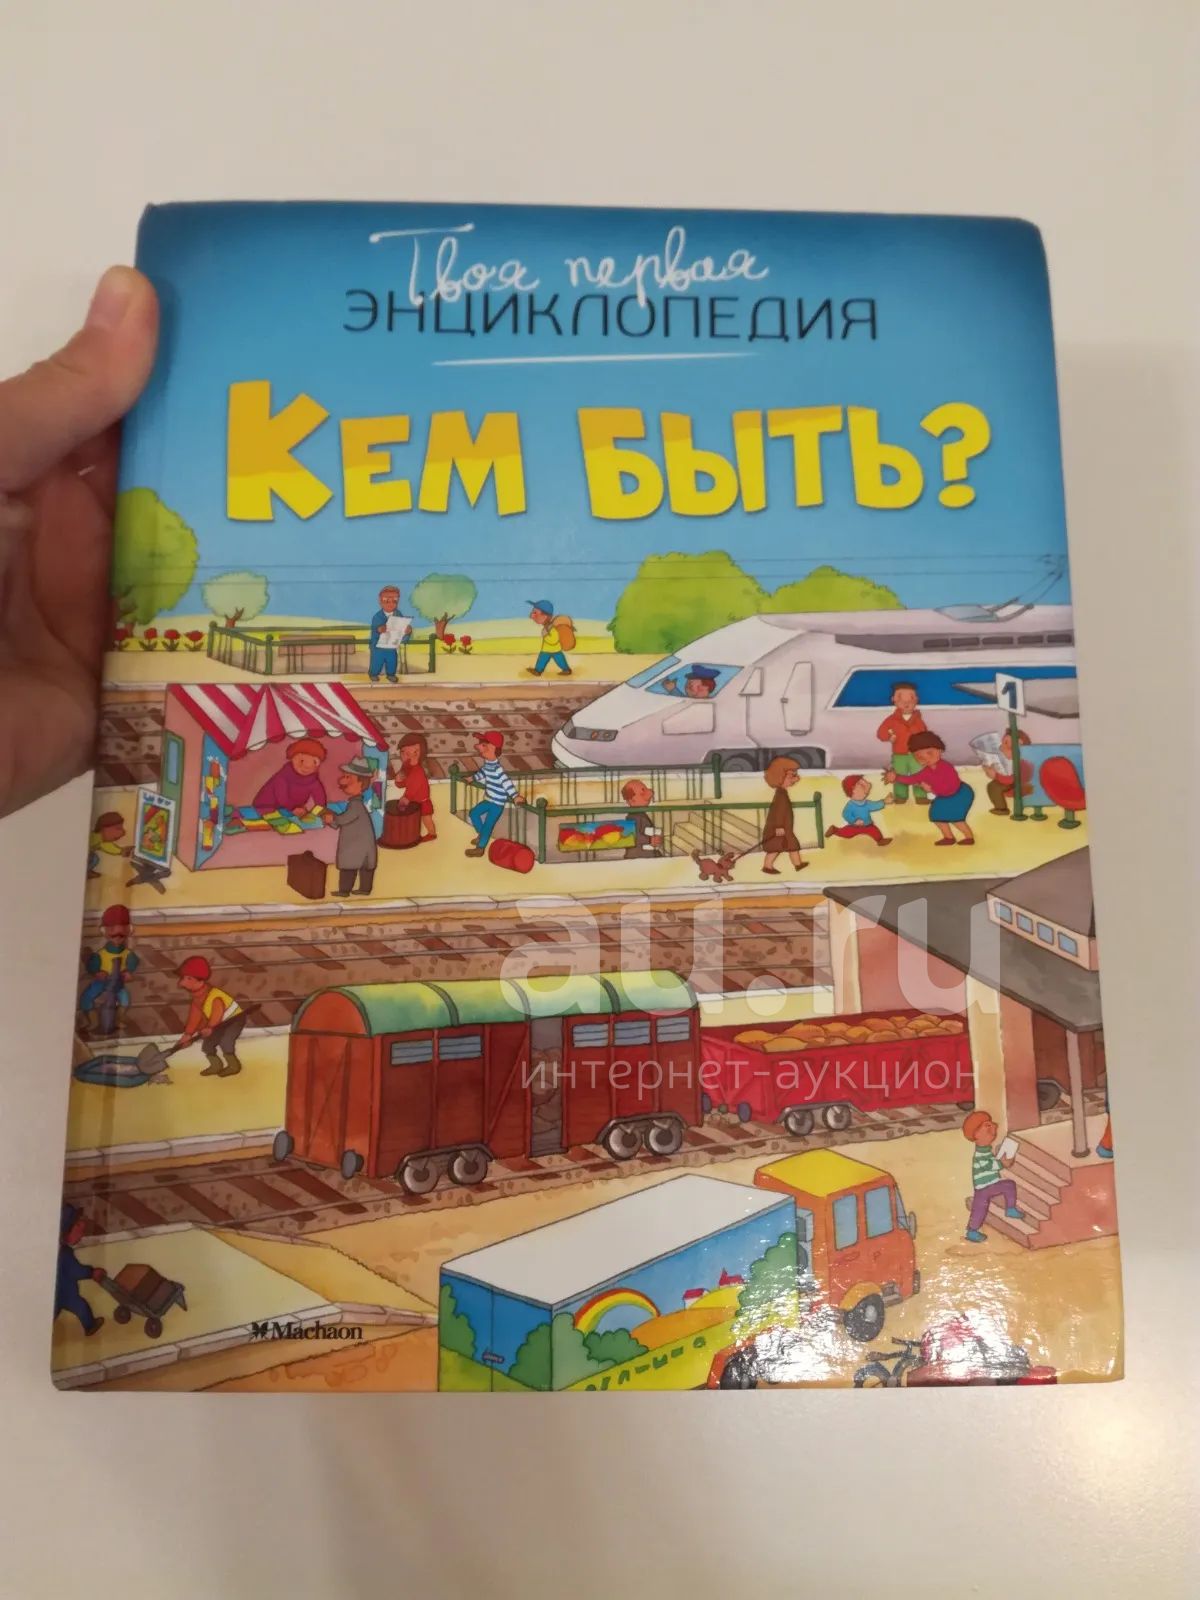 Твоя первая
ЭНЦИКЛОПЕДИЯ
КЕМ БЫТЬ?
1
au.ru
интернет-аукцион
Machaon